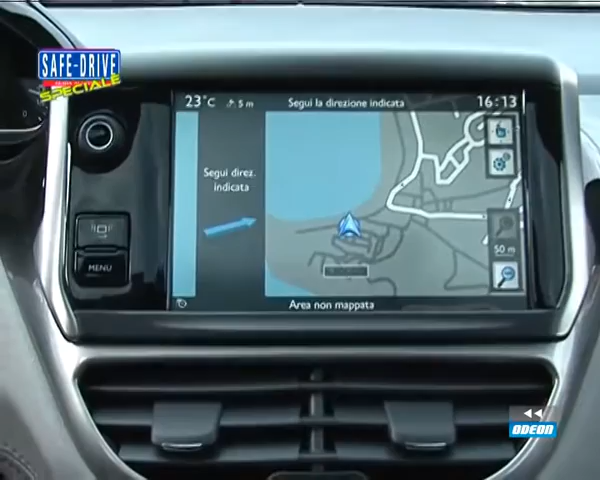 SAFE-DRIVE
SPECIALE
23°C
5 m
Segui la direzione indicata
16:13
Segui direz.
indicata
50 m
MENU
Area non mappata
ODEON